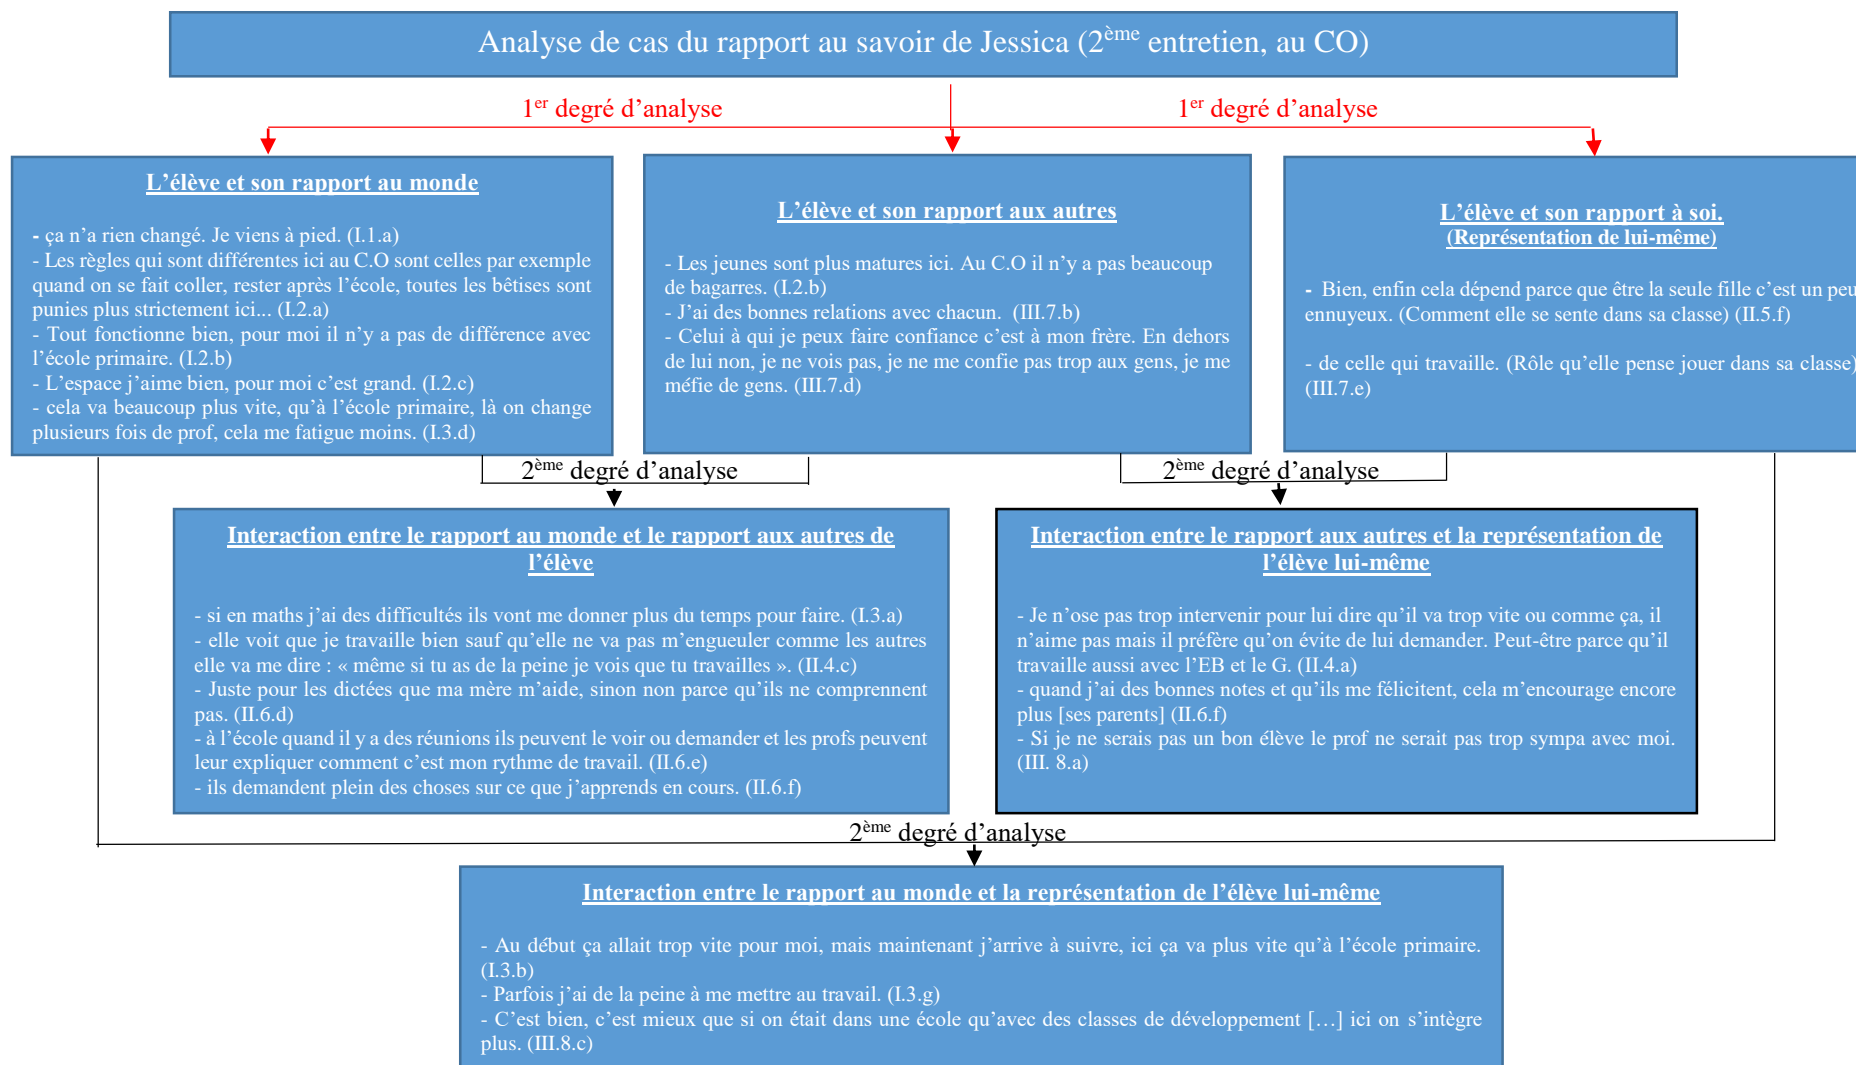 Analyse de cas du rapport au savoir de Jessica (2ème entretien, au CO)
1er degré d’analyse
1er degré d’analyse
L’élève et son rapport au monde
- ça n’a rien changé. Je viens à pied. (I.1.a)
- Les règles qui sont différentes ici au C.O sont celles par exemple
quand on se fait coller, rester après l’école, toutes les bêtises sont
punies plus strictement ici... (I.2.a)
- Tout fonctionne bien, pour moi il n’y a pas de différence avec
l’école primaire. (I.2.b)
- L’espace j’aime bien, pour moi c’est grand. (I.2.c)
- cela va beaucoup plus vite, qu’à l’école primaire, là on change
plusieurs fois de prof, cela me fatigue moins. (I.3.d)
L’élève et son rapport aux autres
- Les jeunes sont plus matures ici. Au C.O il n’y a pas beaucoup
de bagarres. (I.2.b)
- J’ai des bonnes relations avec chacun. (III.7.b)
- Celui à qui je peux faire confiance c’est à mon frère. En dehors
de lui non, je ne vois pas, je ne me confie pas trop aux gens, je me
méfie de gens. (III.7.d)
L’élève et son rapport à soi.
(Représentation de lui-même)
- Bien, enfin cela dépend parce que être la seule fille c’est un peu
ennuyeux. (Comment elle se sente dans sa classe) (II.5.f)
- de celle qui travaille. (Rôle qu’elle pense jouer dans sa classe)
(III.7.e)
2ème degré d’analyse
2ème degré d’analyse
Interaction entre le rapport au monde et le rapport aux autres de
l’élève
- si en maths j’ai des difficultés ils vont me donner plus du temps pour faire. (I.3.a)
- elle voit que je travaille bien sauf qu’elle ne va pas m’engueuler comme les autres
elle va me dire : « même si tu as de la peine je vois que tu travailles ». (II.4.c)
- Juste pour les dictées que ma mère m’aide, sinon non parce qu’ils ne comprennent
pas. (II.6.d)
- à l’école quand il y a des réunions ils peuvent le voir ou demander et les profs peuvent
leur expliquer comment c’est mon rythme de travail. (II.6.e)
- ils demandent plein des choses sur ce que j’apprends en cours. (II.6.f)
Interaction entre le rapport aux autres et la représentation de
l’élève lui-même
- Je n’ose pas trop intervenir pour lui dire qu’il va trop vite ou comme ça, il
n’aime pas mais il préfère qu’on évite de lui demander. Peut-être parce qu’il
travaille aussi avec l’EB et le G. (II.4.a)
- quand j’ai des bonnes notes et qu’ils me félicitent, cela m’encourage encore
plus [ses parents] (II.6.f)
- Si je ne serais pas un bon élève le prof ne serait pas trop sympa avec moi.
(III. 8.a)
2ème degré d’analyse
Interaction entre le rapport au monde et la représentation de l’élève lui-même
- Au début ça allait trop vite pour moi, mais maintenant j’arrive à suivre, ici ça va plus vite qu’à l’école primaire.
(I.3.b)
- Parfois j’ai de la peine à me mettre au travail. (I.3.g)
- C’est bien, c’est mieux que si on était dans une école qu’avec des classes de développement […] ici on s’intègre
plus. (III.8.c)